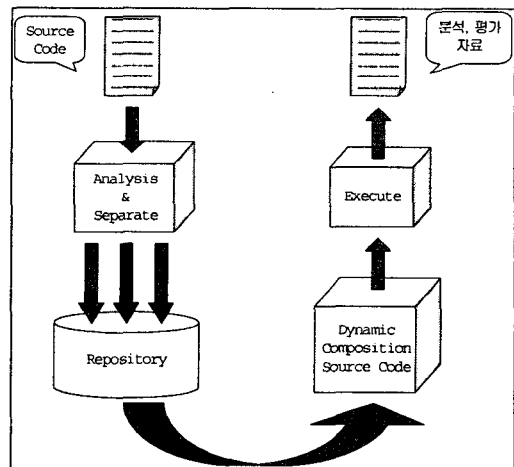 Source
Code
분석, 평가
자료
Analysis
&
Separate
Execute
Repository
Dynamic
Composition
Source Code